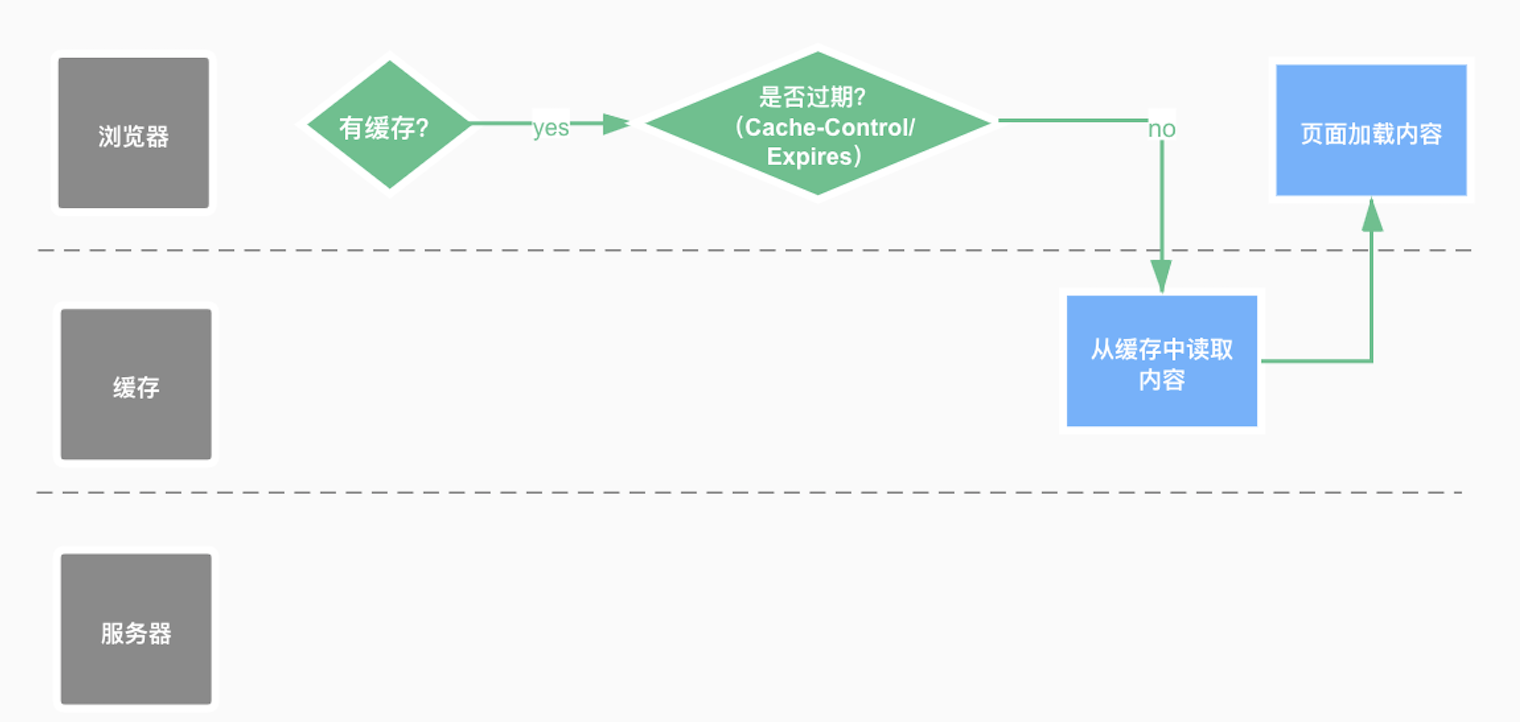 浏览器
有缓存?
yes
是否过期?
（Cache-Control/
Expires）
no
页面加载内容
缓存
从缓存中读取
内容
服务器